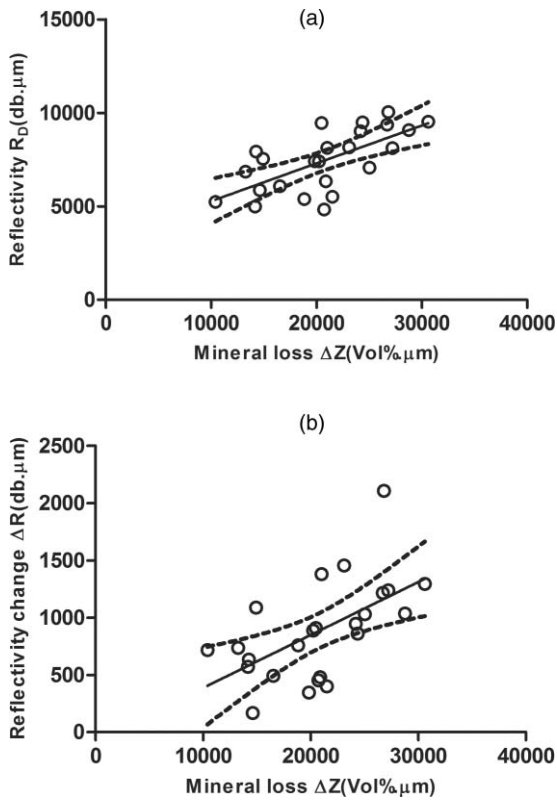 (a)
Reflectivity R_D(db.μm)
15000
10000
5000
0
0 10000 20000 30000 40000
Mineral loss ΔZ(Vol%.μm)
(b)
Reflectivity change ΔR(db.μm)
2500
2000
1500
1000
500
0
0 10000 20000 30000 40000
Mineral loss ΔZ(Vol%.μm)